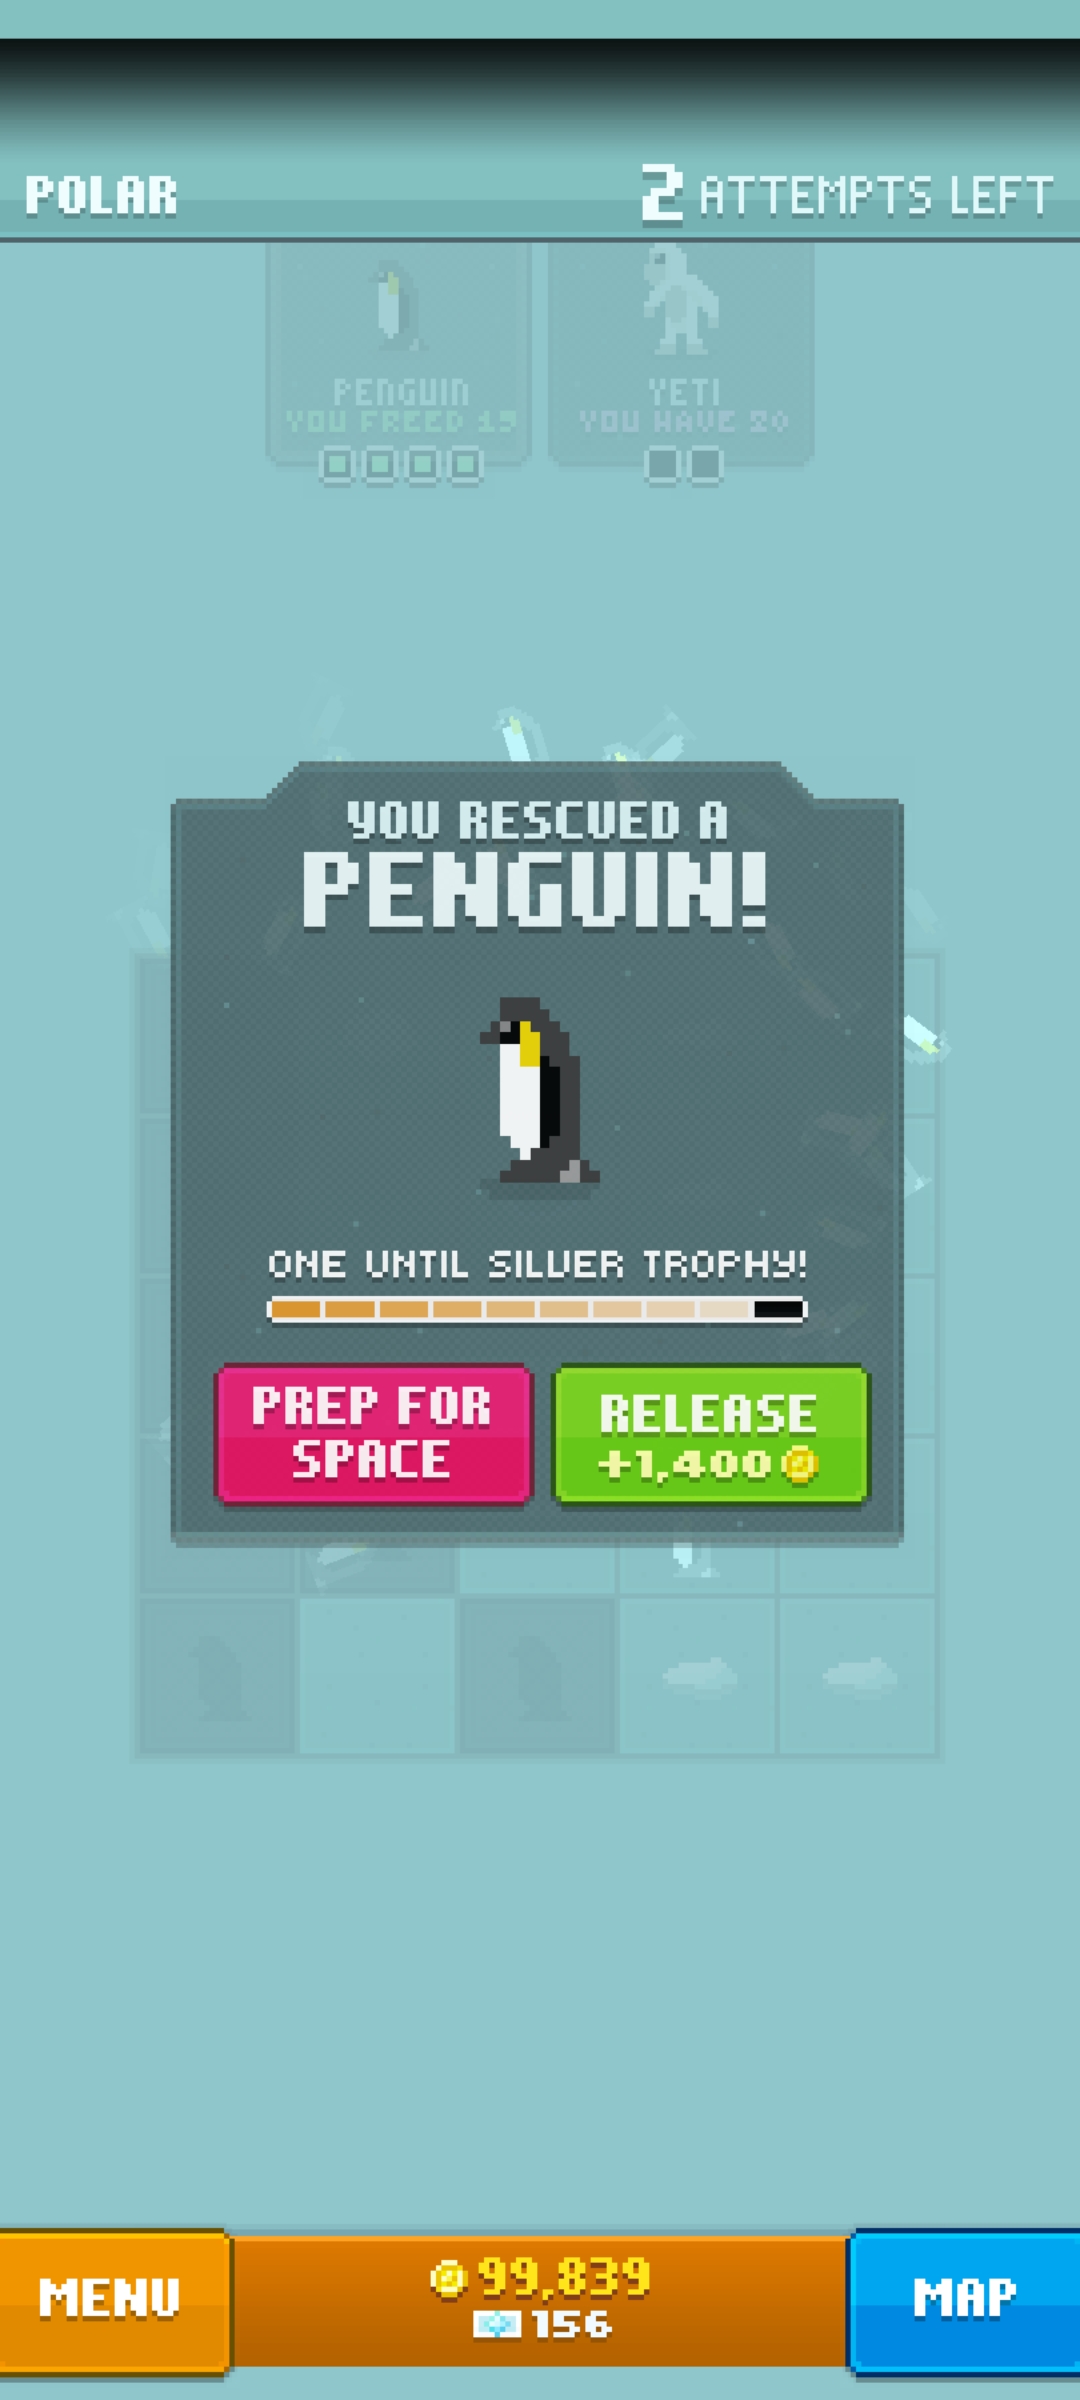 POLAR
2 ATTEMPTS LEFT
PENGUIN
YOU FREED 19
YETI
YOU HAVE 20
YOU RESCUED A
PENGUIN!
ONE UNTIL SILVER TROPHY!
PREP FOR
SPACE
RELEASE
+1,400
MENU
99,839
156
MAP